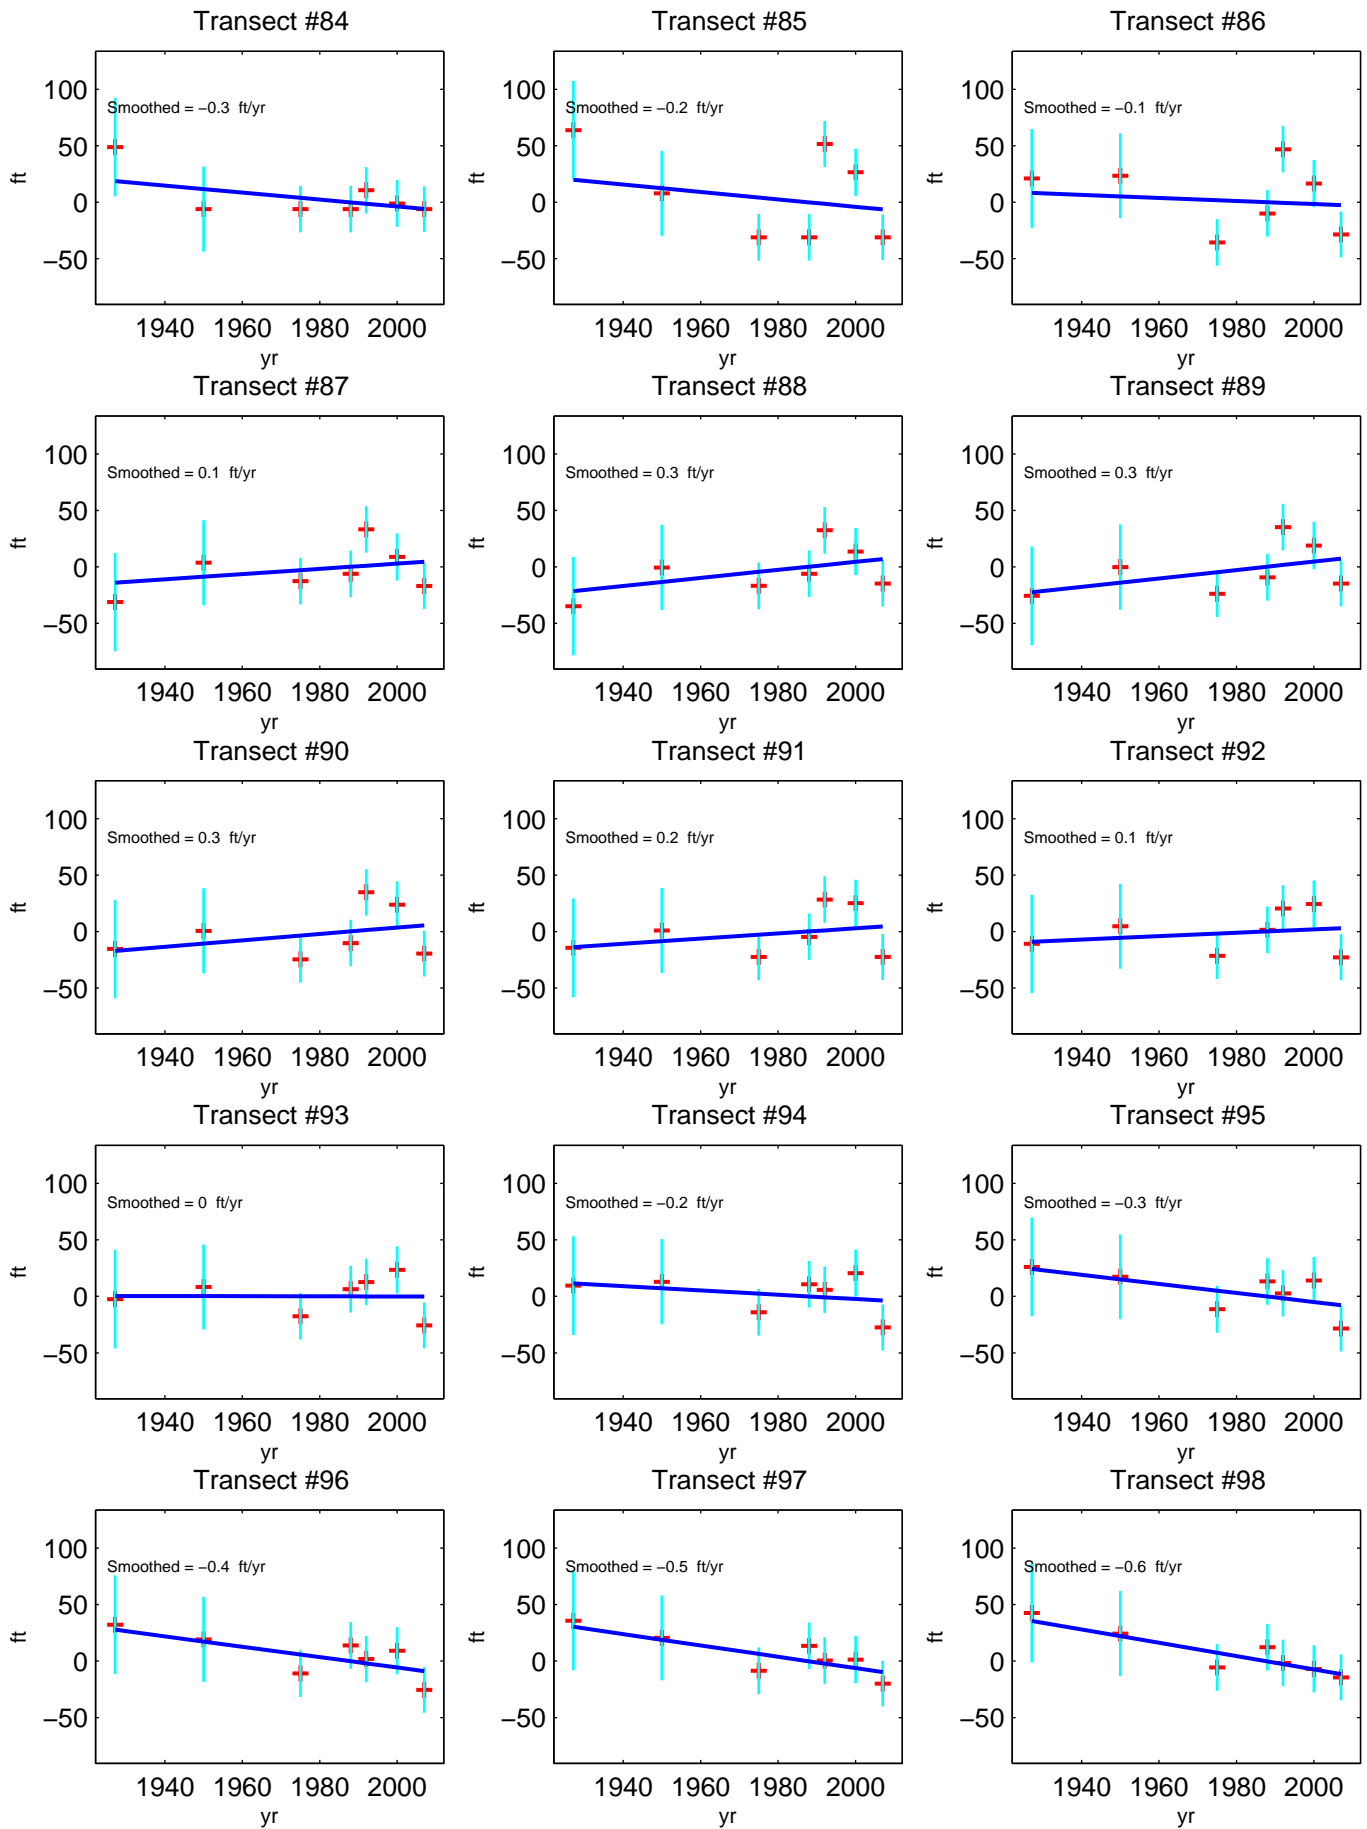 Transect #84
Transect #85
Transect #86
100
50
0
−50
ft
Smoothed = −0.3 ft/yr
1940 1960 1980 2000
yr
100
50
0
−50
ft
Smoothed = −0.2 ft/yr
1940 1960 1980 2000
yr
100
50
0
−50
ft
Smoothed = −0.1 ft/yr
1940 1960 1980 2000
yr
Transect #87
Transect #88
Transect #89
100
50
0
−50
ft
Smoothed = 0.1 ft/yr
1940 1960 1980 2000
yr
100
50
0
−50
ft
Smoothed = 0.3 ft/yr
1940 1960 1980 2000
yr
100
50
0
−50
ft
Smoothed = 0.3 ft/yr
1940 1960 1980 2000
yr
Transect #90
Transect #91
Transect #92
100
50
0
−50
ft
Smoothed = 0.3 ft/yr
1940 1960 1980 2000
yr
100
50
0
−50
ft
Smoothed = 0.2 ft/yr
1940 1960 1980 2000
yr
100
50
0
−50
ft
Smoothed = 0.1 ft/yr
1940 1960 1980 2000
yr
Transect #93
Transect #94
Transect #95
100
50
0
−50
ft
Smoothed = 0 ft/yr
1940 1960 1980 2000
yr
100
50
0
−50
ft
Smoothed = −0.2 ft/yr
1940 1960 1980 2000
yr
100
50
0
−50
ft
Smoothed = −0.3 ft/yr
1940 1960 1980 2000
yr
Transect #96
Transect #97
Transect #98
100
50
0
−50
ft
Smoothed = −0.4 ft/yr
1940 1960 1980 2000
yr
100
50
0
−50
ft
Smoothed = −0.5 ft/yr
1940 1960 1980 2000
yr
100
50
0
−50
ft
Smoothed = −0.6 ft/yr
1940 1960 1980 2000
yr